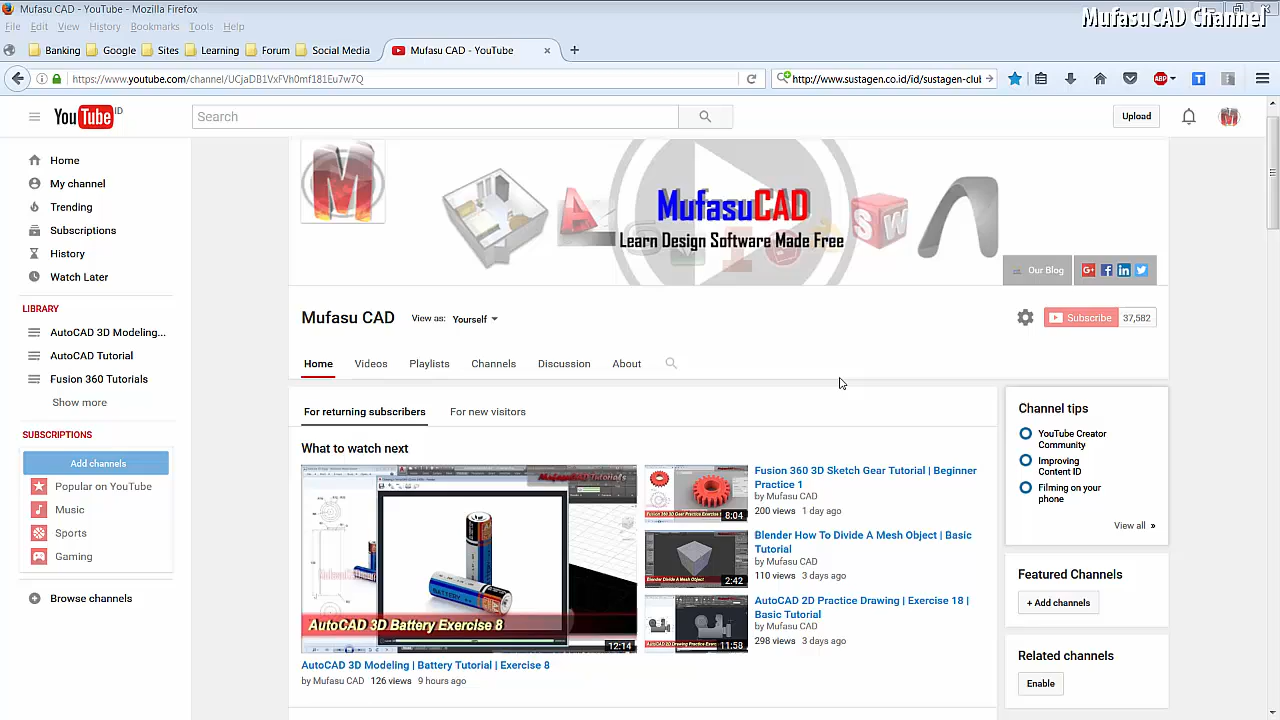 Mufasu CAD - YouTube - Mozilla Firefox
MufasuCAD Channel
File Edit View History Bookmarks Tools Help
Banking Google Sites Learning Forum Social Media Mufasu CAD - YouTube
https://www.youtube.com/channel/UCjaDB1VxFVh0mf181Eu7w7Q http://www.sustagen.co.id/id/sustagen-club ABP T
YouTube ID Search Upload
Home
My channel
Trending
Subscriptions
History
Watch Later
LIBRARY
AutoCAD 3D Modeling...
AutoCAD Tutorial
Fusion 360 Tutorials
Show more
SUBSCRIPTIONS
Add channels
Popular on YouTube
Music
Sports
Gaming
Browse channels
MufasuCAD
Learn Design Software Made Free
Our Blog
Mufasu CAD View as: Yourself
Subscribe 37,582
Home Videos Playlists Channels Discussion About
For returning subscribers For new visitors
What to watch next
AutoCAD 3D Battery Exercise 8
12:14
AutoCAD 3D Modeling | Battery Tutorial | Exercise 8
by Mufasu CAD 126 views 9 hours ago
8:04
Fusion 360 3D Sketch Gear Tutorial | Beginner
Practice 1
by Mufasu CAD
200 views 1 day ago
Blender How To Divide A Mesh Object
2:42
Blender How To Divide A Mesh Object | Basic
Tutorial
by Mufasu CAD
110 views 3 days ago
11:58
AutoCAD 2D Practice Drawing | Exercise 18 |
Basic Tutorial
by Mufasu CAD
298 views 3 days ago
Channel tips
YouTube Creator
Community
Improving
Content ID
Filming on your
phone
View all »
Featured Channels
+ Add channels
Related channels
Enable